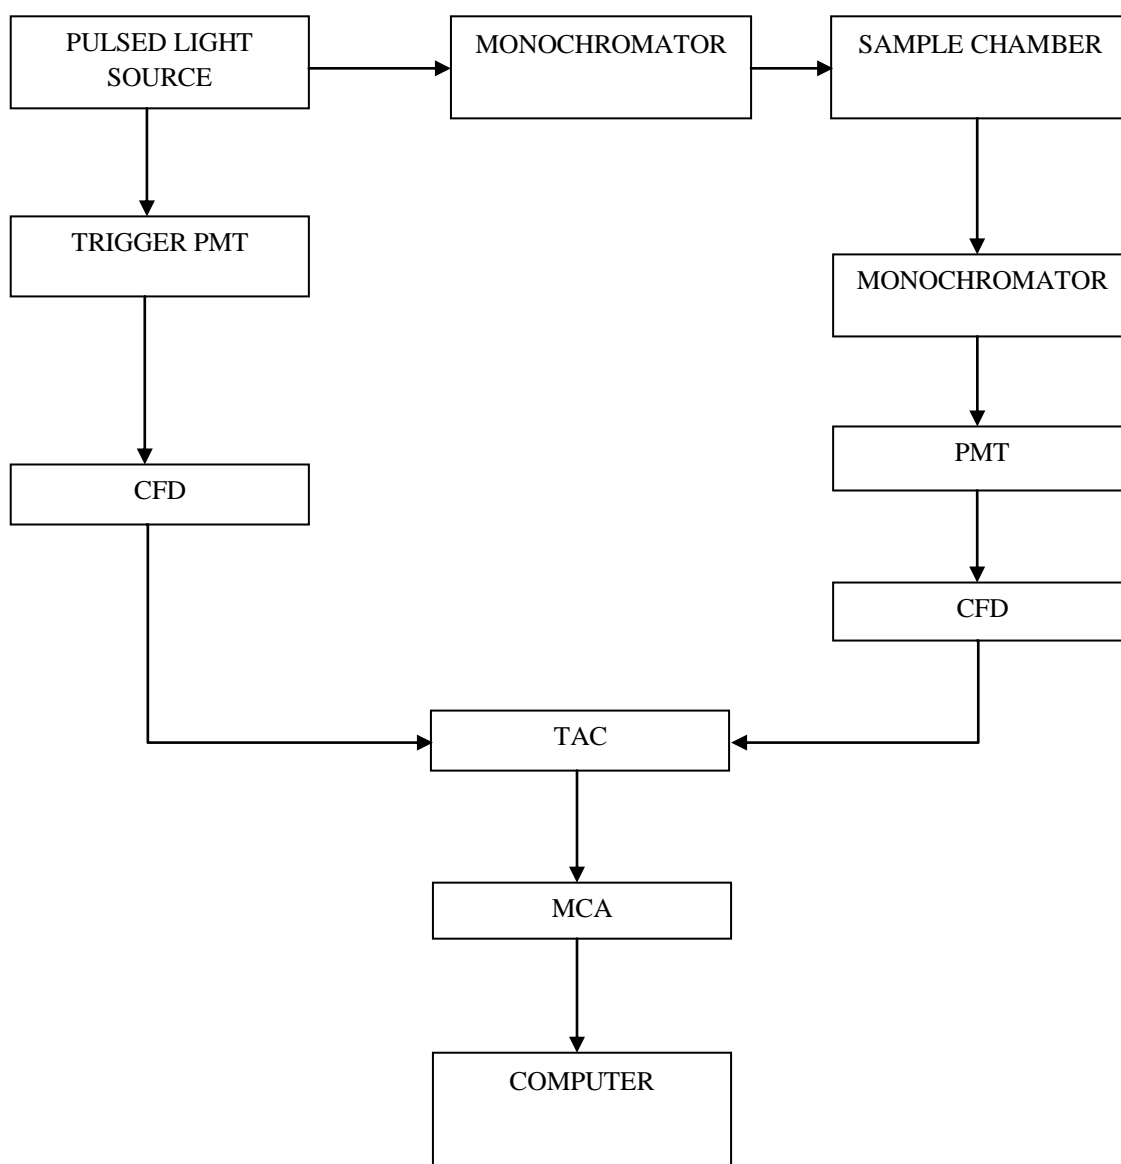 PULSED LIGHT
SOURCE
MONOCHROMATOR
SAMPLE CHAMBER
TRIGGER PMT
MONOCHROMATOR
PMT
CFD
CFD
TAC
MCA
COMPUTER